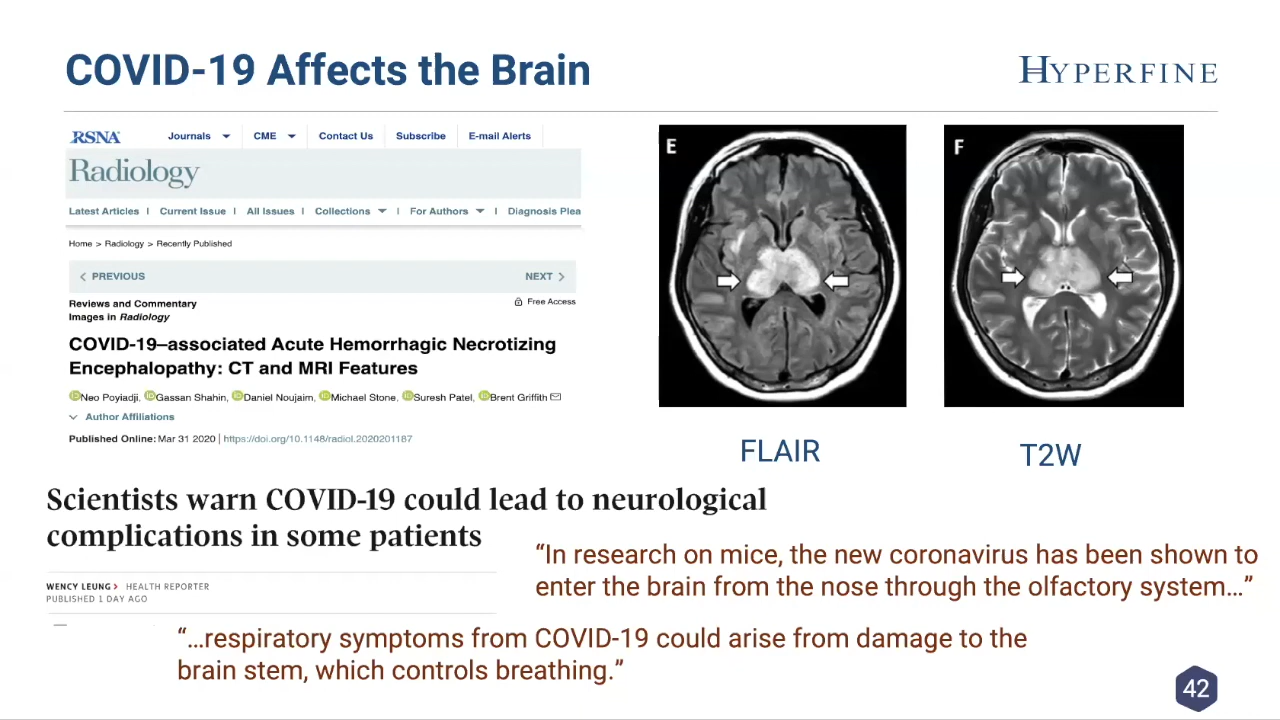 COVID-19 Affects the Brain
HYPERFINE
RSNA Journals CME Contact Us Subscribe E-mail Alerts
Radiology
Latest Articles | Current Issue | All Issues | Collections | For Authors | Diagnosis Plea
Home > Radiology > Recently Published
< PREVIOUS NEXT >
Reviews and Commentary
Free Access
Images in Radiology
COVID-19–associated Acute Hemorrhagic Necrotizing
Encephalopathy: CT and MRI Features
iD Neo Poyiadji, iD Gassan Shahin, iD Daniel Noujaim, iD Michael Stone, iD Suresh Patel, iD Brent Griffith
Author Affiliations
Published Online: Mar 31 2020 | https://doi.org/10.1148/radiol.2020201187
E
F
FLAIR
T2W
Scientists warn COVID-19 could lead to neurological
complications in some patients
WENCY LEUNG > HEALTH REPORTER
PUBLISHED 1 DAY AGO
“In research on mice, the new coronavirus has been shown to
enter the brain from the nose through the olfactory system…”
“…respiratory symptoms from COVID-19 could arise from damage to the
brain stem, which controls breathing.”
42